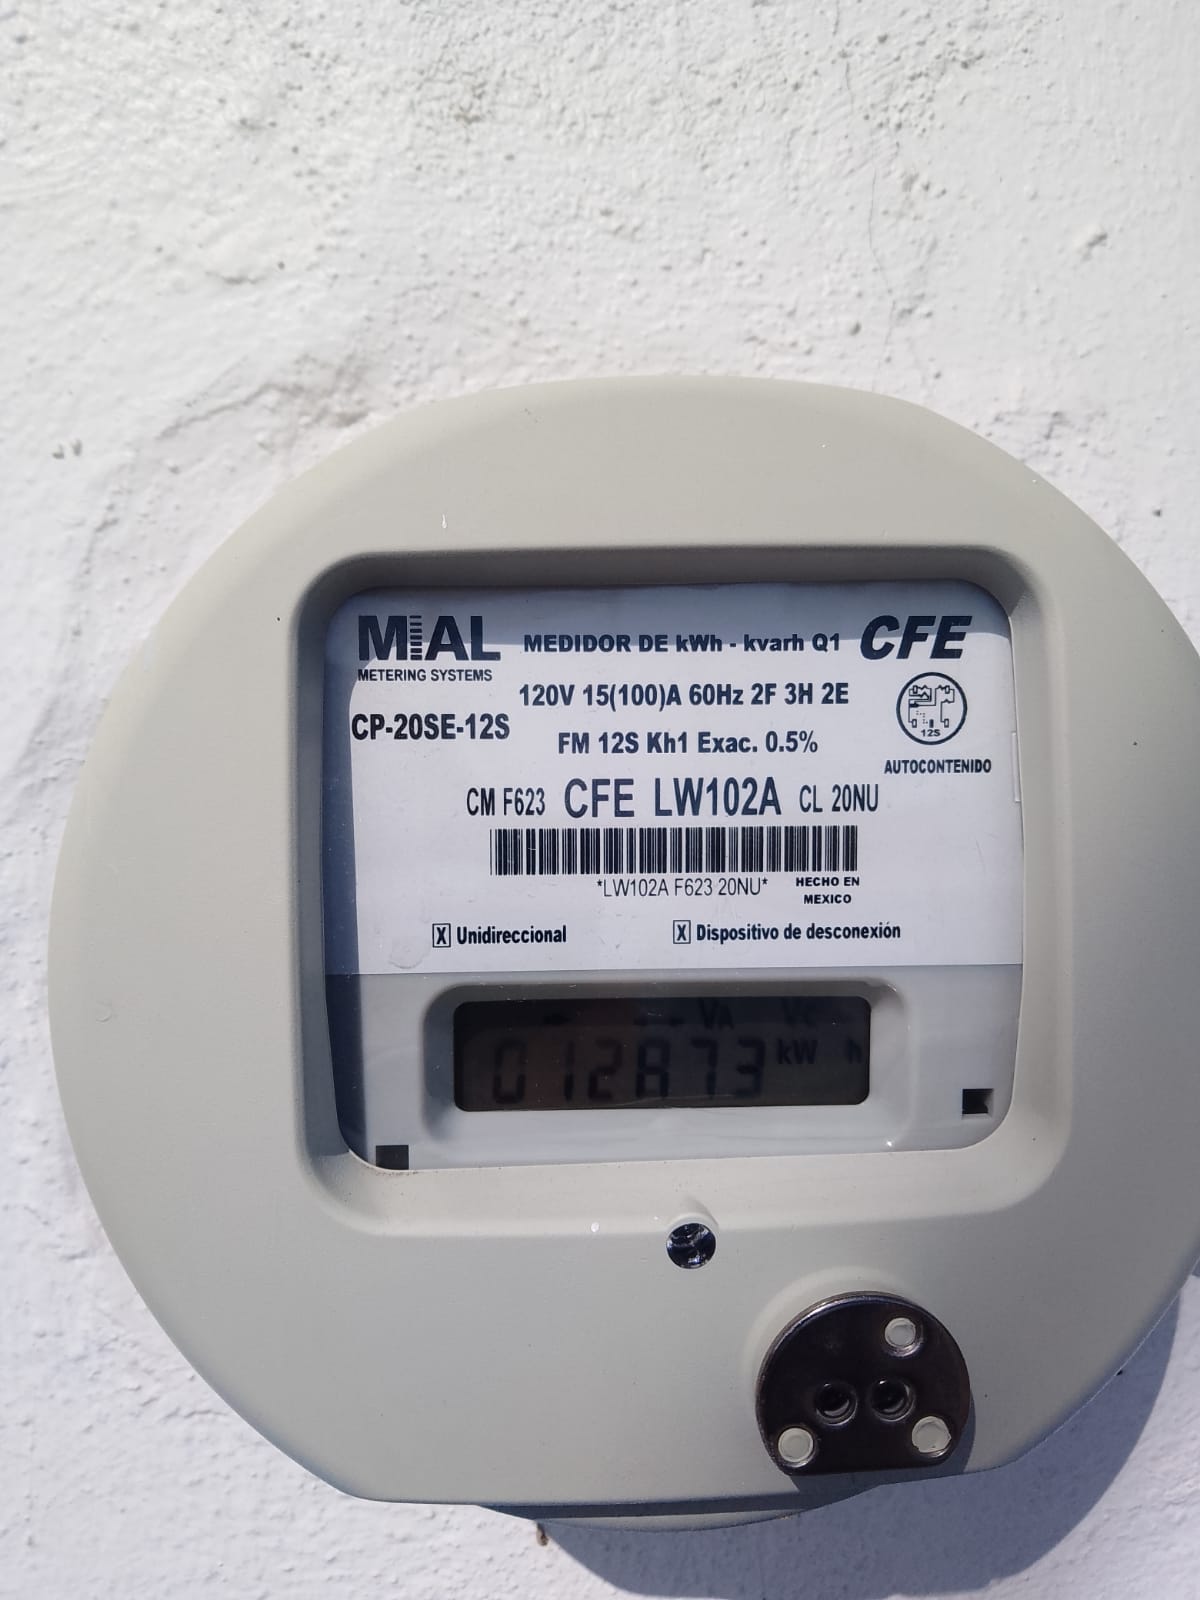 MIAL
METERING SYSTEMS
MEDIDOR DE kWh - kvarh Q1
CFE
120V 15(100)A 60Hz 2F 3H 2E
CP-20SE-12S
FM 12S Kh1 Exac. 0.5%
12S
AUTOCONTENIDO
CM F623 CFE LW102A CL 20NU
*LW102A F623 20NU*
HECHO EN
MEXICO
X Unidireccional
X Dispositivo de desconexión
VA VC
012873 kW h